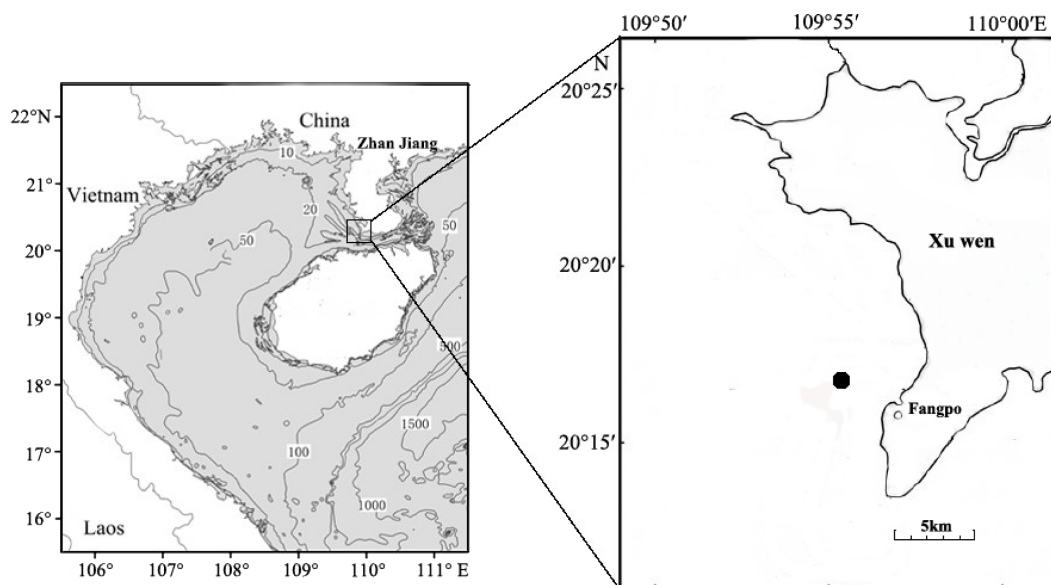 22°N
21°
20°
19°
18°
17°
16°
106°
107°
108°
109°
110°
111° E
China
Zhan Jiang
Vietnam
Laos
10
20
50
50
500
100
1500
1000
109°50′
109°55′
110°00′E
N
20°25′
20°20′
20°15′
Xu wen
Fangpo
5km